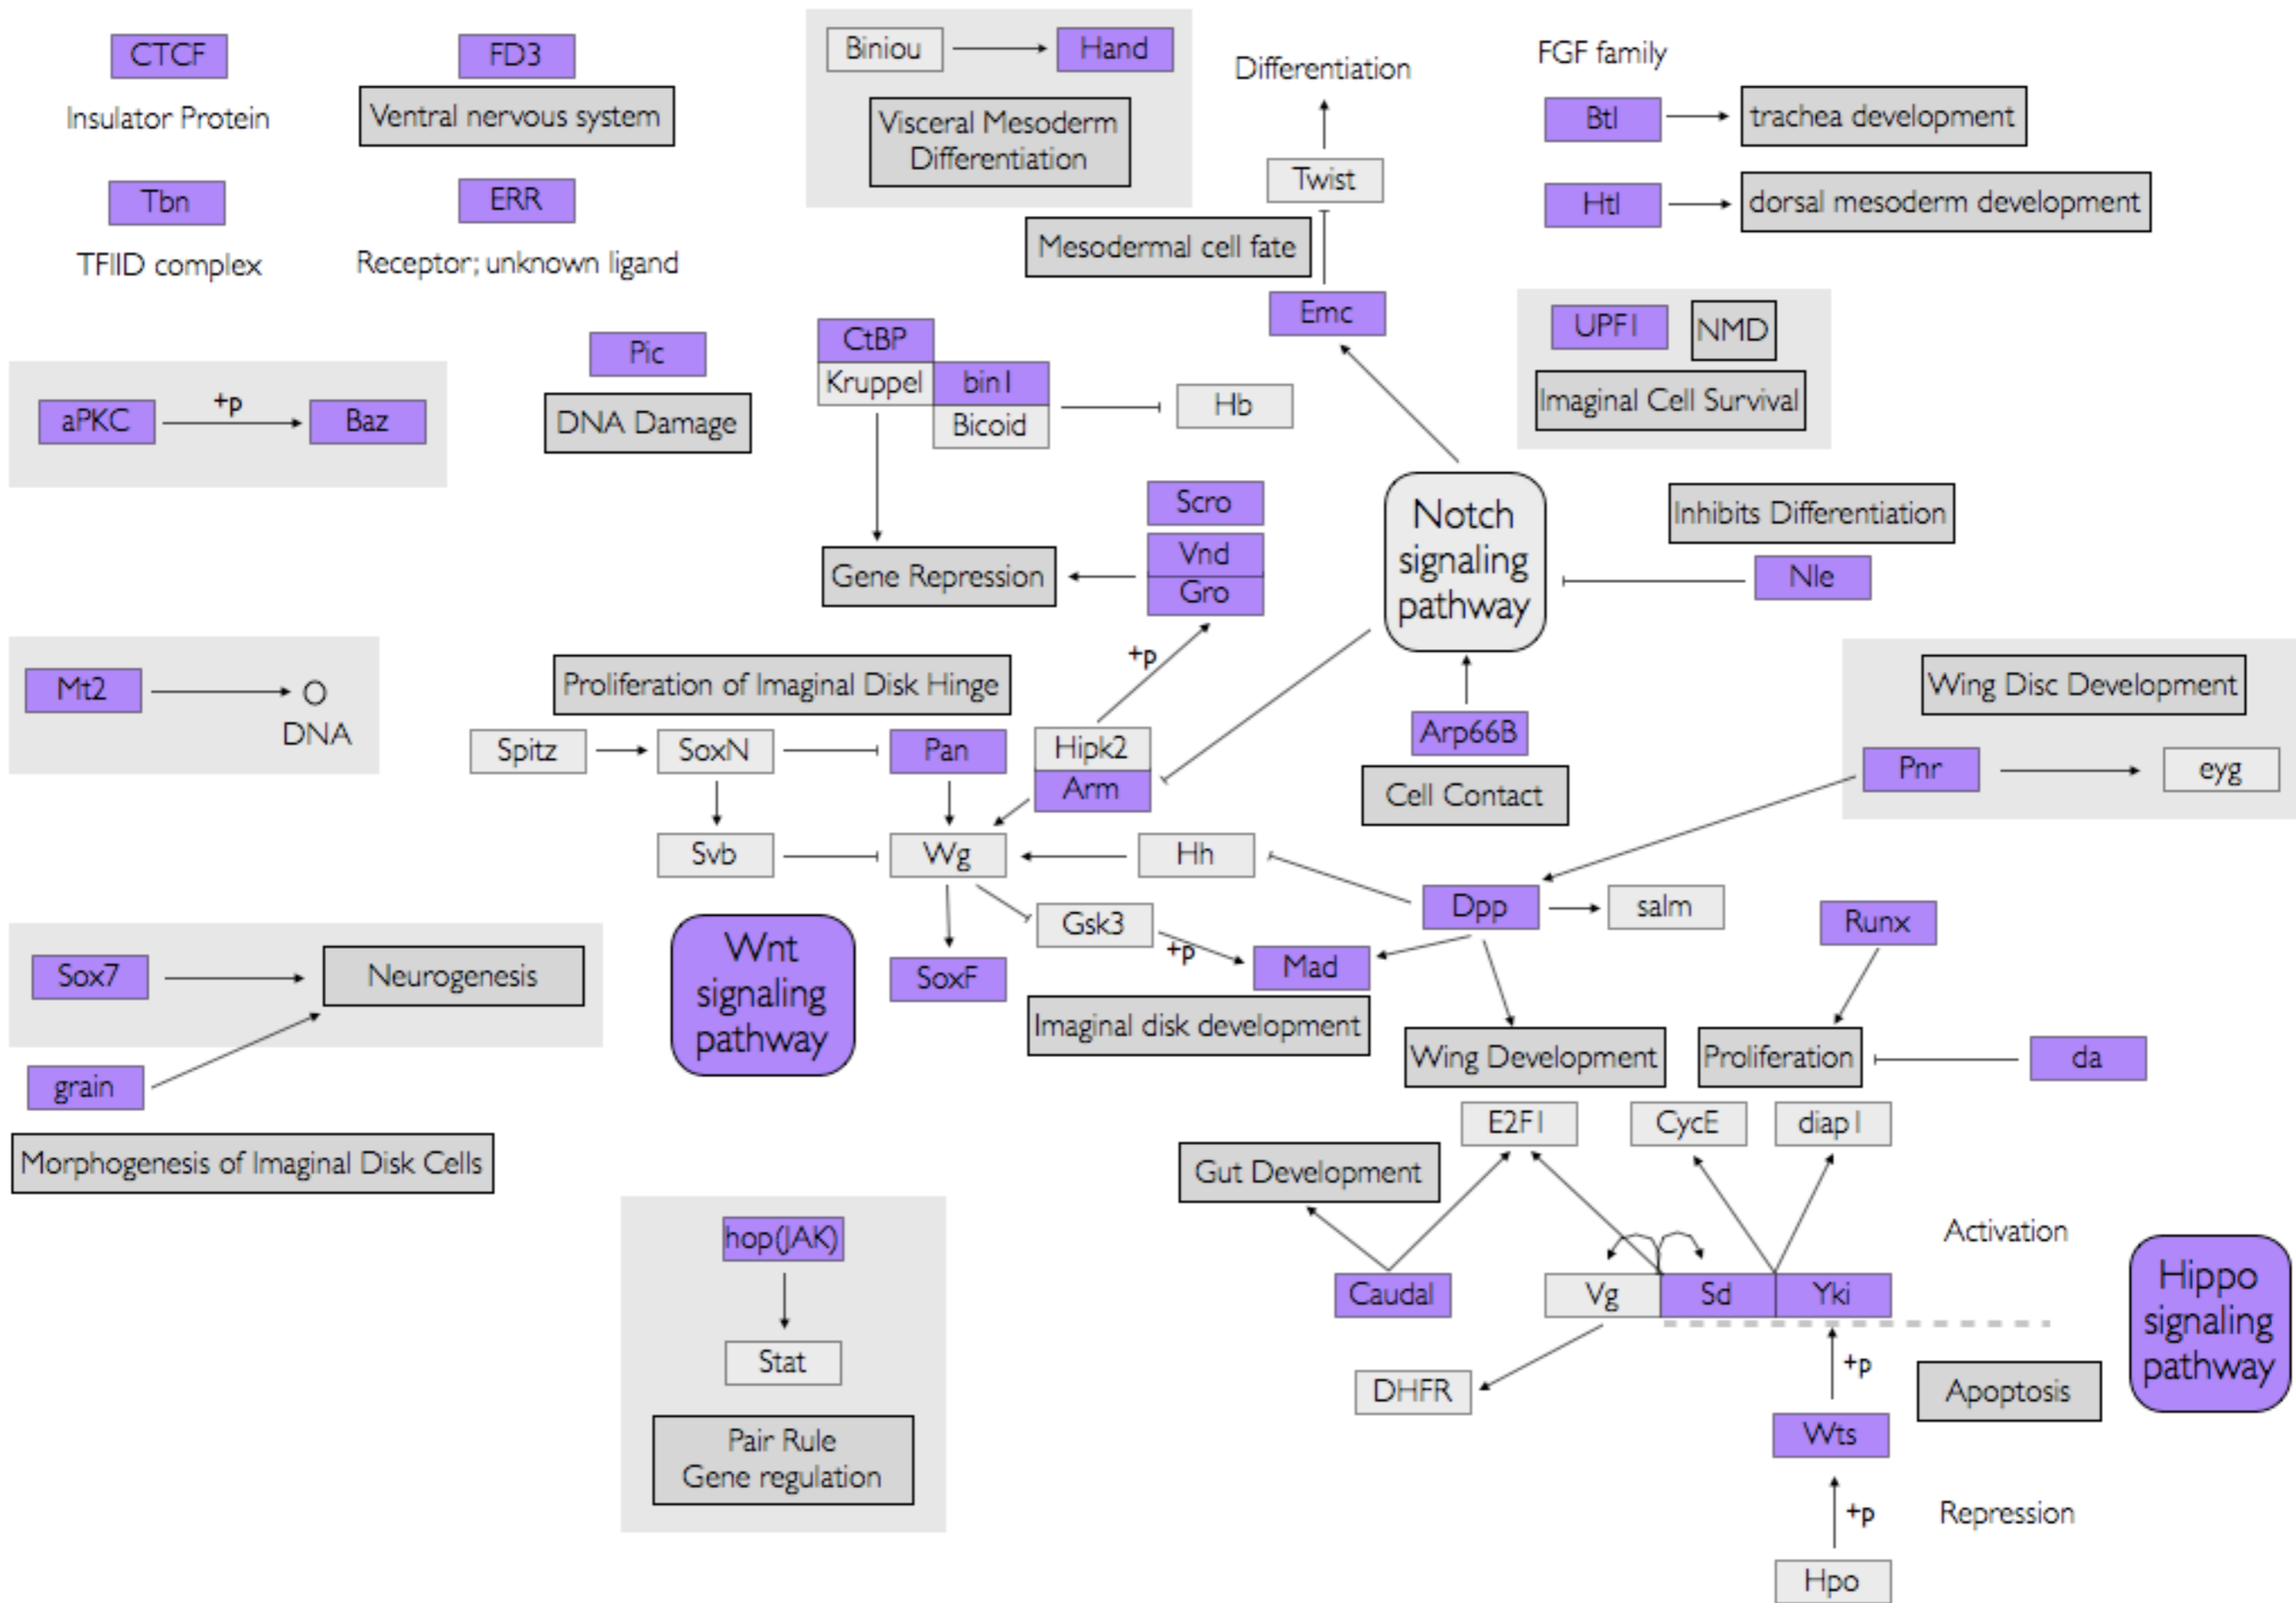 CTCF
Insulator Protein
FD3
Ventral nervous system
Tbn
TFIID complex
ERR
Receptor; unknown ligand
Biniou
Hand
Visceral Mesoderm
Differentiation
Differentiation
Twist
Mesodermal cell fate
Emc
FGF family
Btl
trachea development
Htl
dorsal mesoderm development
UPF1
NMD
Imaginal Cell Survival
aPKC
+p
Baz
Pic
DNA Damage
CtBP
Kruppel
bin1
Bicoid
Hb
Scro
Vnd
Gro
Gene Repression
Notch
signaling
pathway
Inhibits Differentiation
Nle
Mt2
DNA
Proliferation of Imaginal Disk Hinge
+p
Spitz
SoxN
Pan
Hipk2
Arm
Arp66B
Cell Contact
Wing Disc Development
Pnr
eyg
Svb
Wg
Hh
Gsk3
+p
Dpp
salm
Runx
Sox7
Neurogenesis
grain
Morphogenesis of Imaginal Disk Cells
Wnt
signaling
pathway
SoxF
Mad
Imaginal disk development
Wing Development
Proliferation
da
E2F1
CycE
diap1
Gut Development
Caudal
Vg
Sd
Yki
Activation
Hippo
signaling
pathway
hop(JAK)
Stat
Pair Rule
Gene regulation
DHFR
+p
Apoptosis
Wts
+p
Repression
Hpo